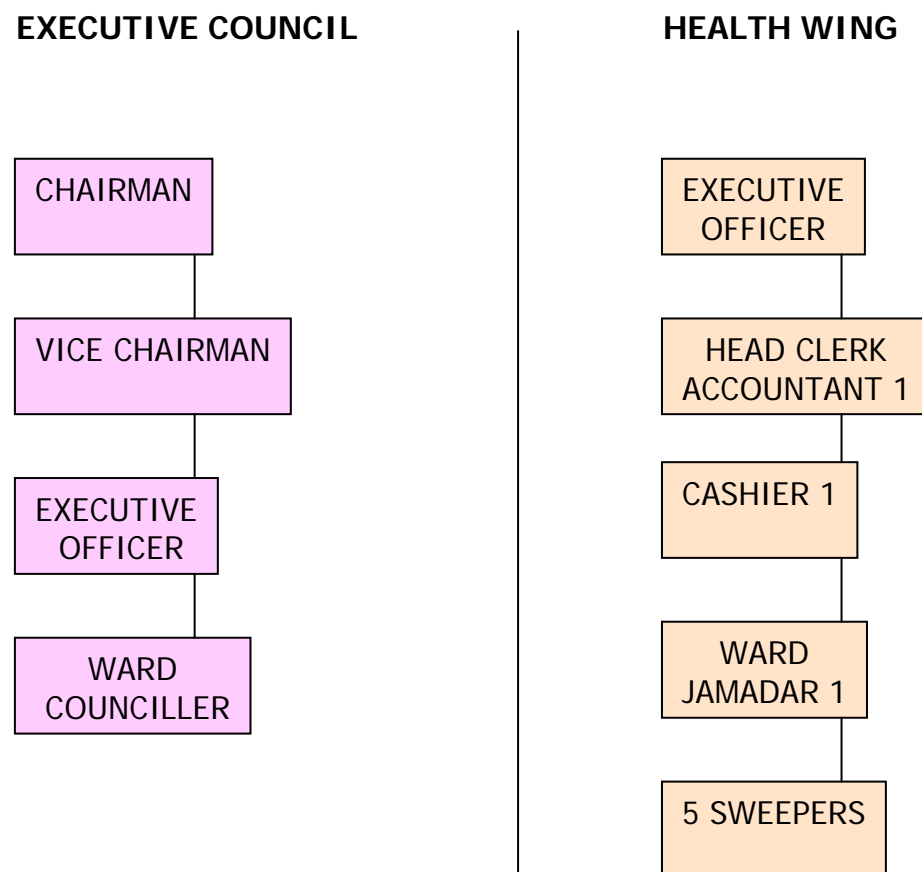 EXECUTIVE COUNCIL
CHAIRMAN
VICE CHAIRMAN
EXECUTIVE
OFFICER
WARD
COUNCILLER
HEALTH WING
EXECUTIVE
OFFICER
HEAD CLERK
ACCOUNTANT 1
CASHIER 1
WARD
JAMADAR 1
5 SWEEPERS